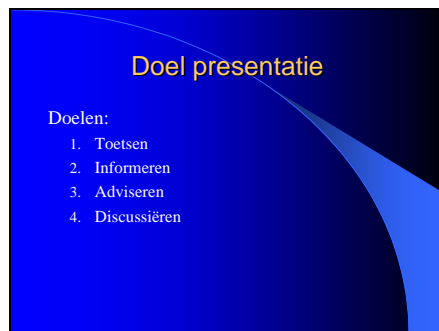 Doel presentatie
Doelen:
1. Toetsen
2. Informeren
3. Adviseren
4. Discussiëren